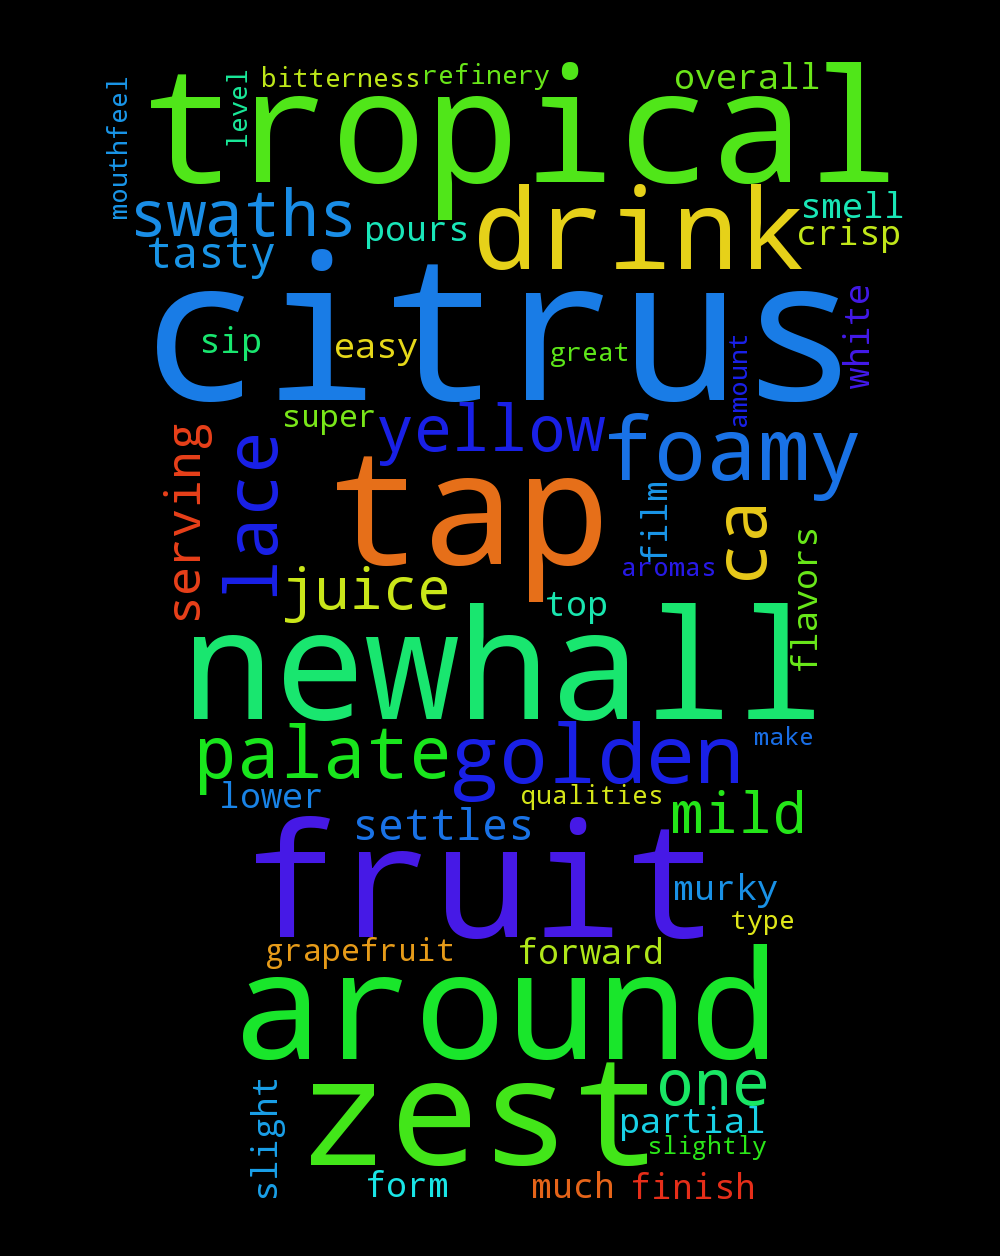 bitterness
refinery
overall
level
mouthfeel
tropical
swaths
pours
drink
smell
crisp
tasty
citrus
sip
easy
great
amount
white
super
yellow
foamy
serving
lace
tap
film
ca
aromas
flavors
juice
top
newhall
palate
golden
make
lower
qualities
mild
settles
fruit
murky
type
grapefruit
forward
around
zest
one
partial
slightly
slight
form
much
finish